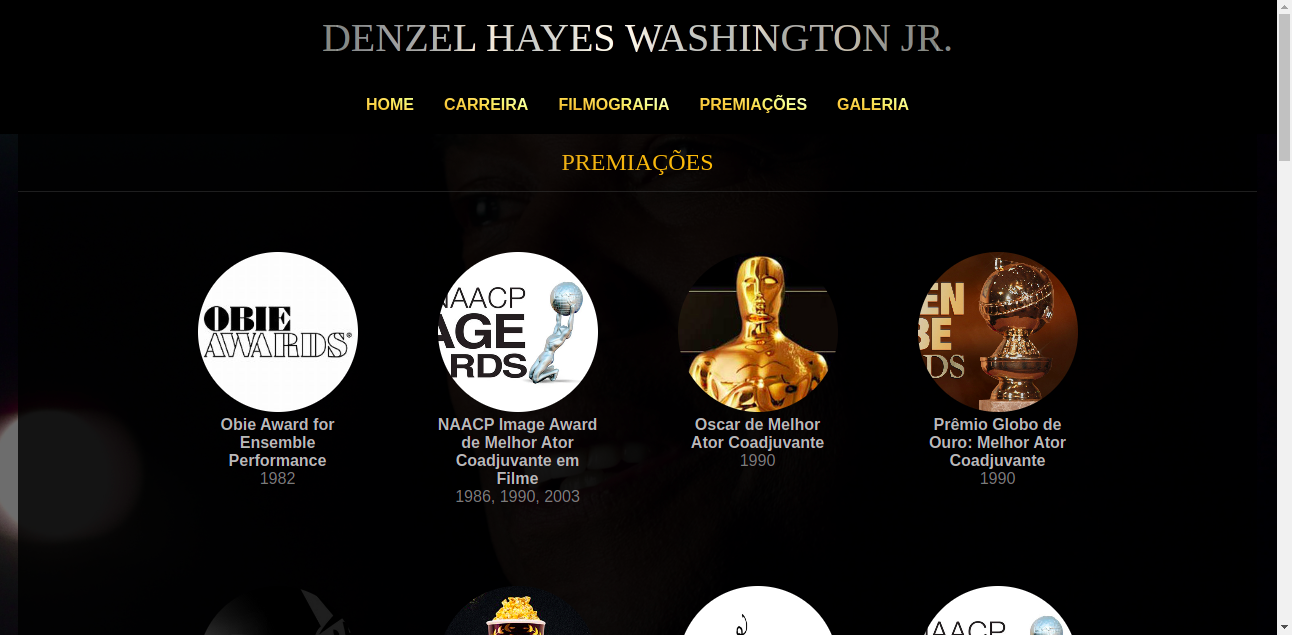 DENZEL HAYES WASHINGTON JR.
HOME CARREIRA FILMOGRAFIA PREMIAÇÕES GALERIA
PREMIAÇÕES
OBIE
AWARDS®
NAACP
AGE
RDS
EN
BE
DS
Obie Award for
Ensemble
Performance
1982
NAACP Image Award
de Melhor Ator
Coadjuvante em
Filme
1986, 1990, 2003
Oscar de Melhor
Ator Coadjuvante
1990
Prêmio Globo de
Ouro: Melhor Ator
Coadjuvante
1990
NAACP